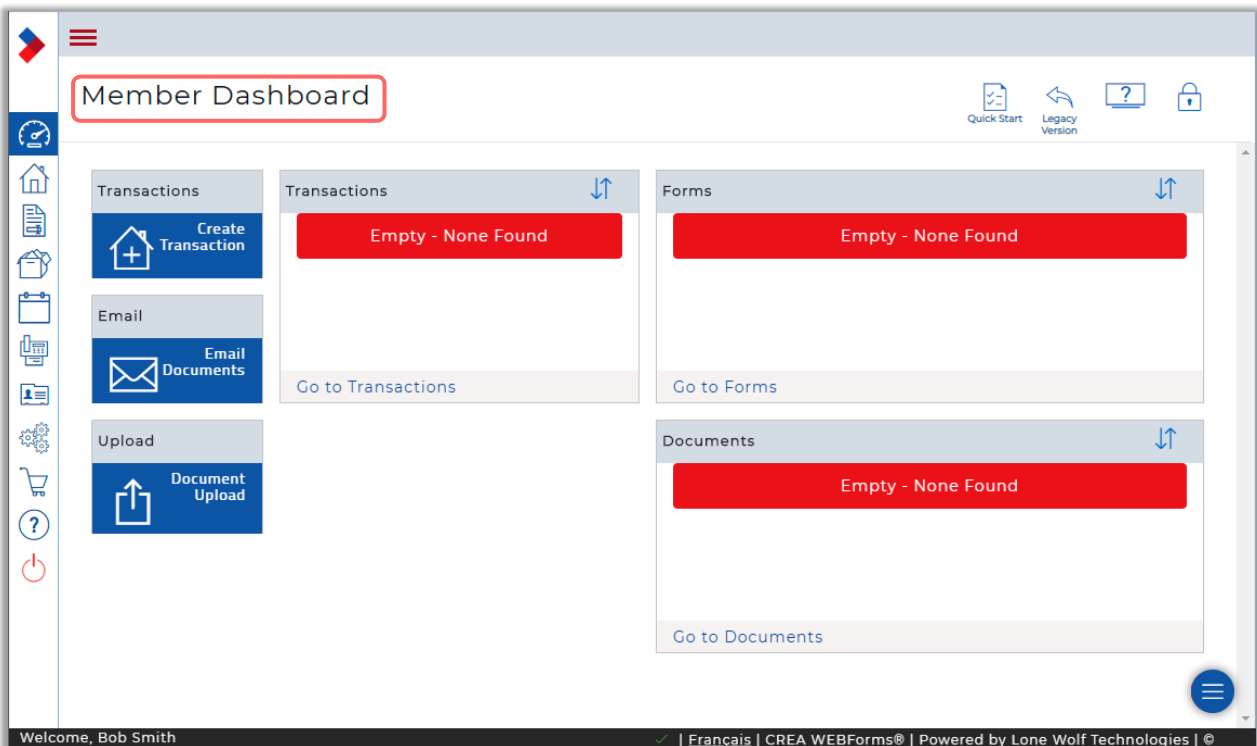 Member Dashboard
?
Quick Start
Legacy
Version
Transactions
Create
Transaction
Transactions
Empty - None Found
Go to Transactions
Forms
Empty - None Found
Go to Forms
Email
Email
Documents
Upload
Document
Upload
Documents
Empty - None Found
Go to Documents
?
Welcome, Bob Smith
✓ | Français | CREA WEBForms® | Powered by Lone Wolf Technologies | ©